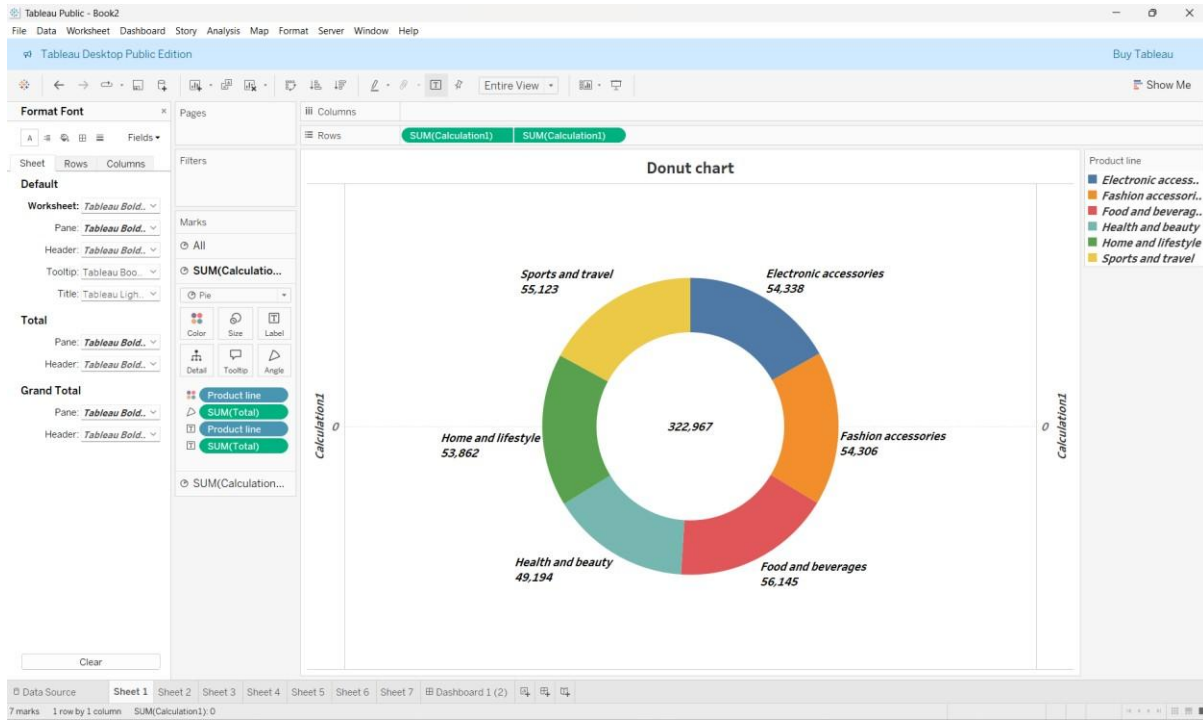 Tableau Public - Book2
File Data Worksheet Dashboard Story Analysis Map Format Server Window Help
Tableau Desktop Public Edition
Buy Tableau
Entire View
Show Me
Format Font
Fields
Sheet Rows Columns
Default
Worksheet: Tableau Bold..
Pane: Tableau Bold..
Header: Tableau Bold..
Tooltip: Tableau Boo..
Title: Tableau Ligh..
Total
Pane: Tableau Bold..
Header: Tableau Bold..
Grand Total
Pane: Tableau Bold..
Header: Tableau Bold..
Clear
Pages
Filters
Marks
All
SUM(Calculatio...
Pie
Color Size Label
Detail Tooltip Angle
Product line
SUM(Total)
Product line
SUM(Total)
SUM(Calculation...
Columns
Rows
SUM(Calculation1) SUM(Calculation1)
Donut chart
Calculation1
0
Sports and travel
55,123
Electronic accessories
54,338
Home and lifestyle
53,862
322,967
Fashion accessories
54,306
Health and beauty
49,194
Food and beverages
56,145
0
Calculation1
Product line
Electronic access..
Fashion accessori..
Food and beverag..
Health and beauty
Home and lifestyle
Sports and travel
Data Source Sheet 1 Sheet 2 Sheet 3 Sheet 4 Sheet 5 Sheet 6 Sheet 7 Dashboard 1 (2)
7 marks 1 row by 1 column SUM(Calculation1): 0